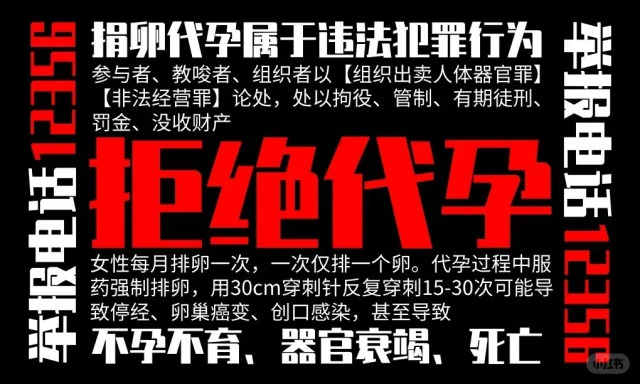 举报电话12356
捐卵代孕属于违法犯罪行为
参与者、教唆者、组织者以【组织出卖人体器官罪】
【非法经营罪】论处，处以拘役、管制、有期徒刑、
罚金、没收财产
拒绝代孕
女性每月排卵一次，一次仅排一个卵。代孕过程中服
药强制排卵，用30cm穿刺针反复穿刺15-30次可能导
致停经、卵巢癌变、创口感染，甚至导致
不孕不育、器官衰竭、死亡
举报电话12356
小红书